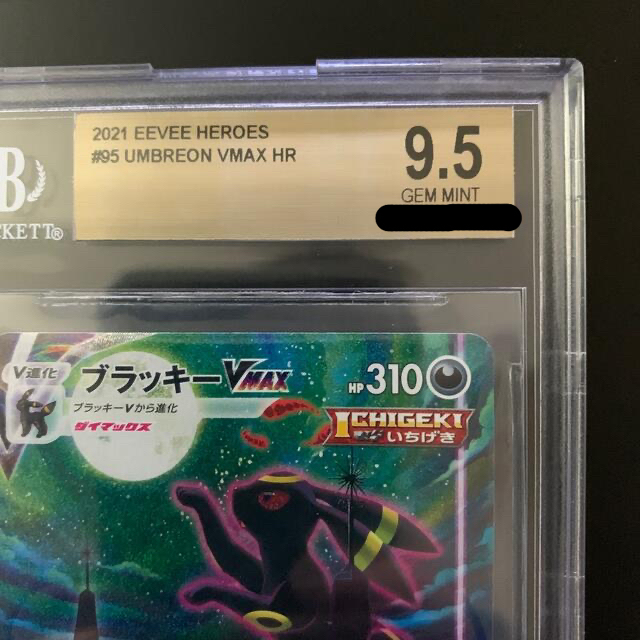 2021 EEVEE HEROES
#95 UMBREON VMAX HR
9.5
GEM MINT
B
CKETT®
V進化
ブラッキーVMAX
HP310
ブラッキーVから進化
ダイマックス
ICHIGEKI
いちげき